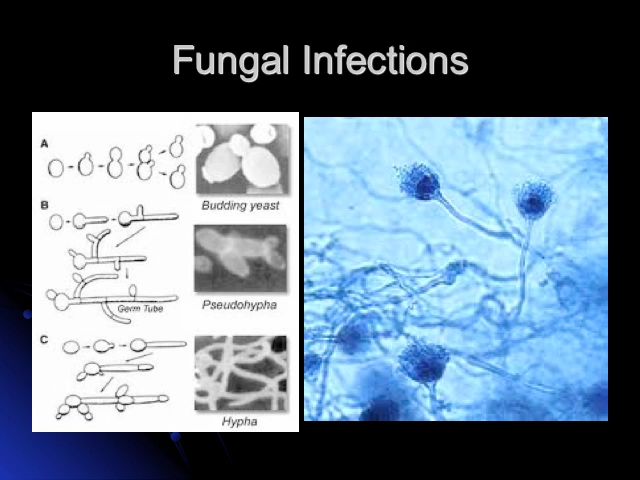 Fungal Infections
A
Budding yeast
B
Pseudohypha
Germ Tube
C
Hypha